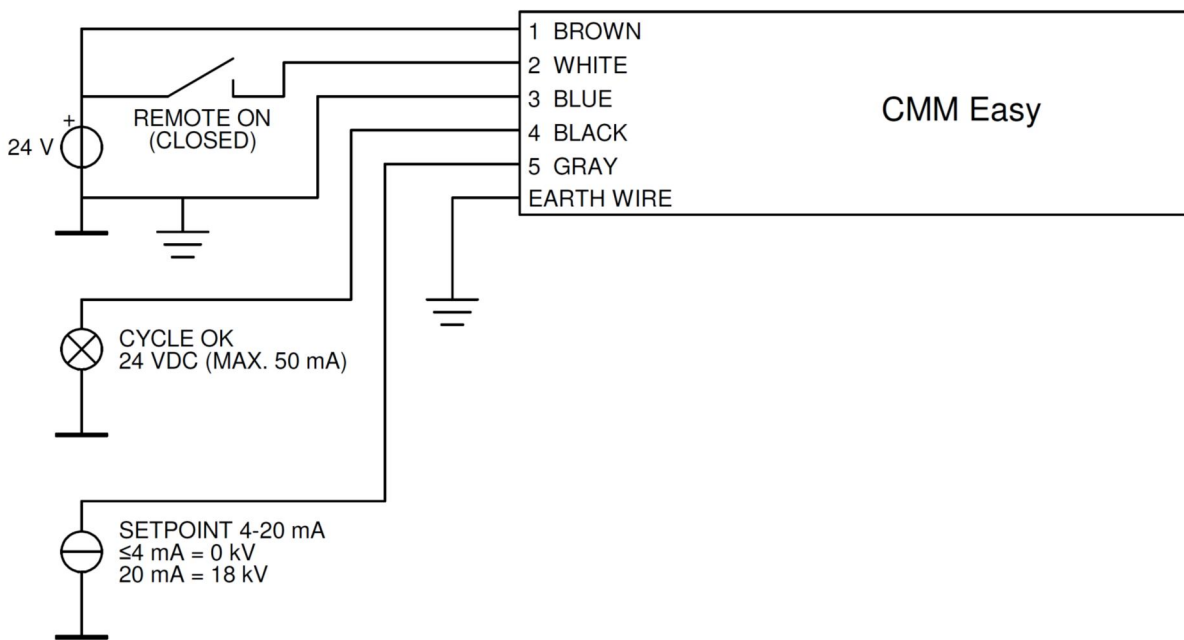 1 BROWN
2 WHITE
3 BLUE
4 BLACK
5 GRAY
EARTH WIRE
CMM Easy
REMOTE ON
(CLOSED)
+
24 V
CYCLE OK
24 VDC (MAX. 50 mA)
SETPOINT 4-20 mA
≤4 mA = 0 kV
20 mA = 18 kV